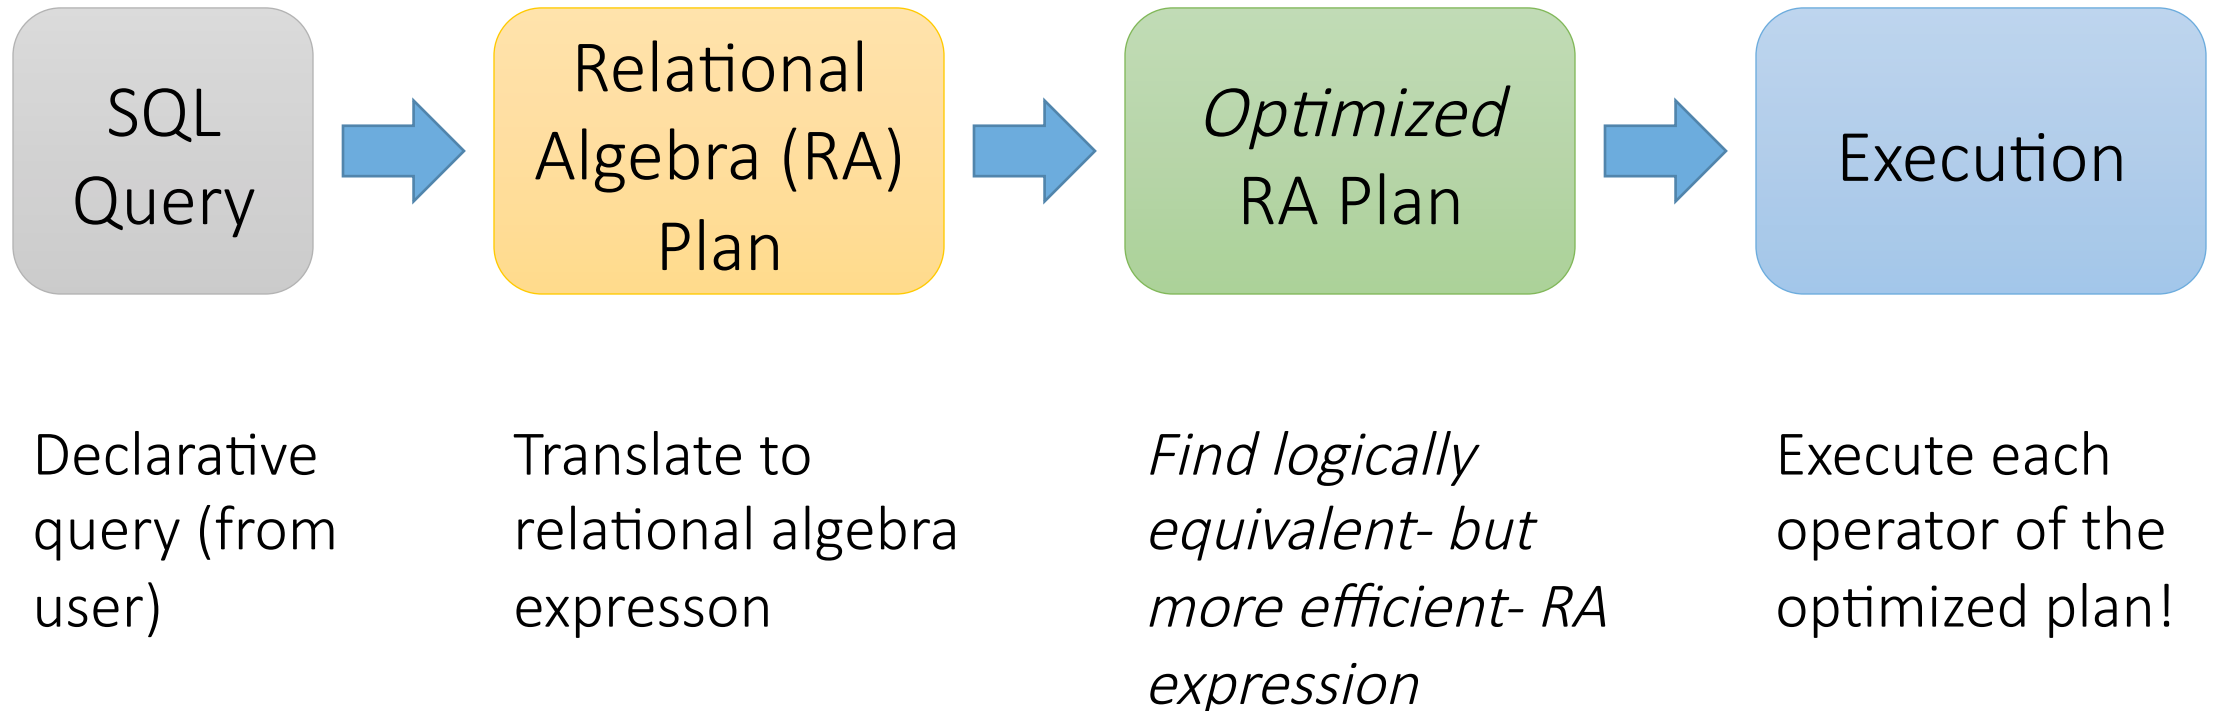 SQL
Query
Relational
Algebra (RA)
Plan
Optimized
RA Plan
Execution
Declarative
query (from
user)
Translate to
relational algebra
expresson
Find logically
equivalent- but
more efficient- RA
expression
Execute each
operator of the
optimized plan!